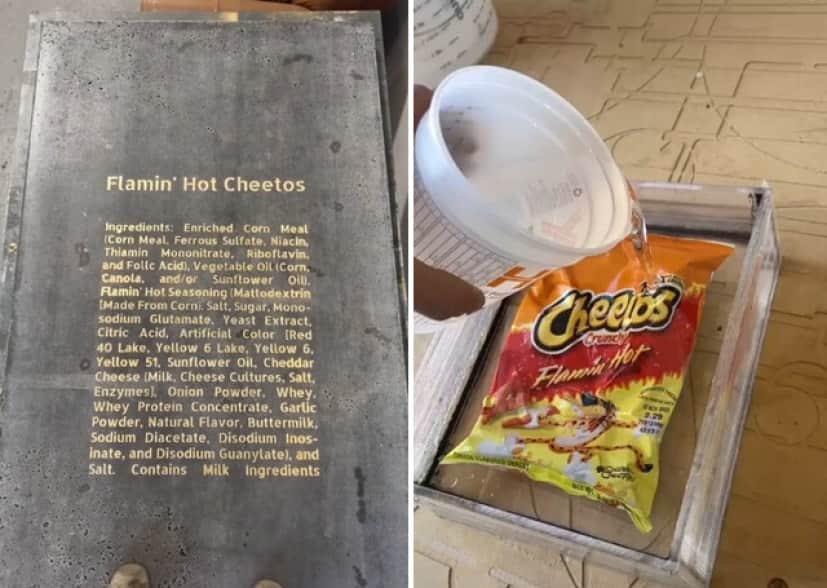 Flamin' Hot Cheetos
Ingredients: Enriched Corn Meal
(Corn Meal, Ferrous Sulfate, Niacin,
Thiamin Mononitrate, Riboflavin,
and Folic Acid), Vegetable Oil (Corn,
Canola, and/or Sunflower Oil),
Flamin' Hot Seasoning (Maltodextrin
[Made From Corn], Salt, Sugar, Mono-
sodium Glutamate, Yeast Extract,
Citric Acid, Artificial Color [Red
40 Lake, Yellow 6 Lake, Yellow 6,
Yellow 5], Sunflower Oil, Cheddar
Cheese [Milk, Cheese Cultures, Salt,
Enzymes], Onion Powder, Whey,
Whey Protein Concentrate, Garlic
Powder, Natural Flavor, Buttermilk,
Sodium Diacetate, Disodium Inos-
inate, and Disodium Guanylate), and
Salt. Contains Milk Ingredients
Cheetos
Crunchy
Flamin' Hot
2.29